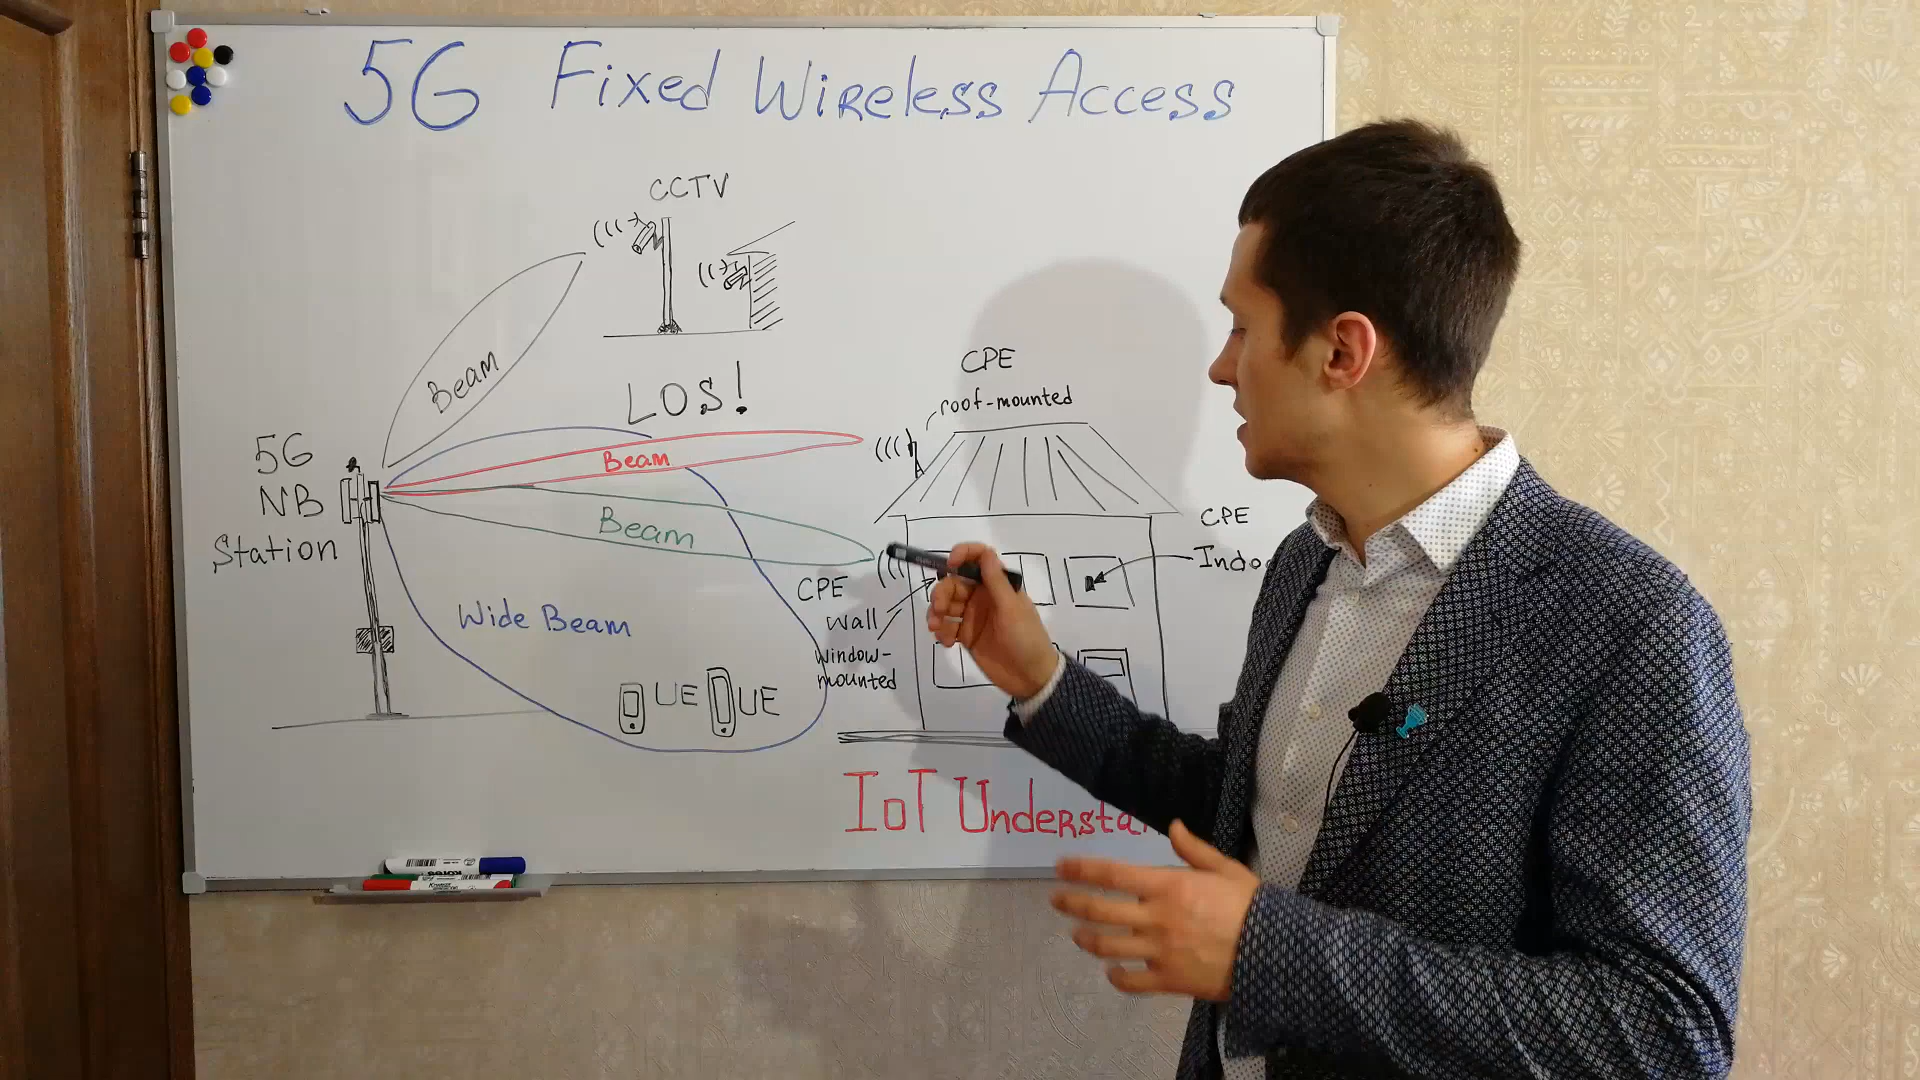 5G Fixed Wireless Access
CCTV
Beam
LOS!
CPE
roof-mounted
5G
NB
Station
Beam
Beam
CPE
Indo
CPE
Wall
Window-
mounted
Wide Beam
UE
UE
IoT Understa